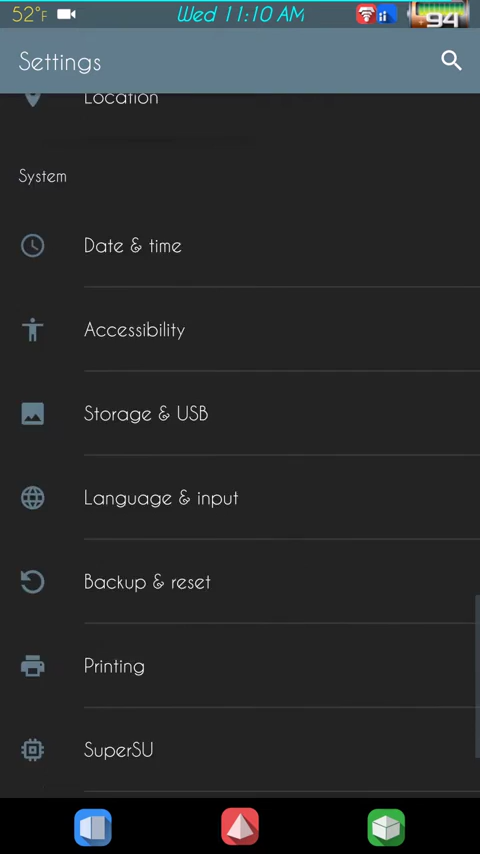 52°F
Wed 11:10 AM
94
Settings
Location
System
Date & time
Accessibility
Storage & USB
Language & input
Backup & reset
Printing
SuperSU